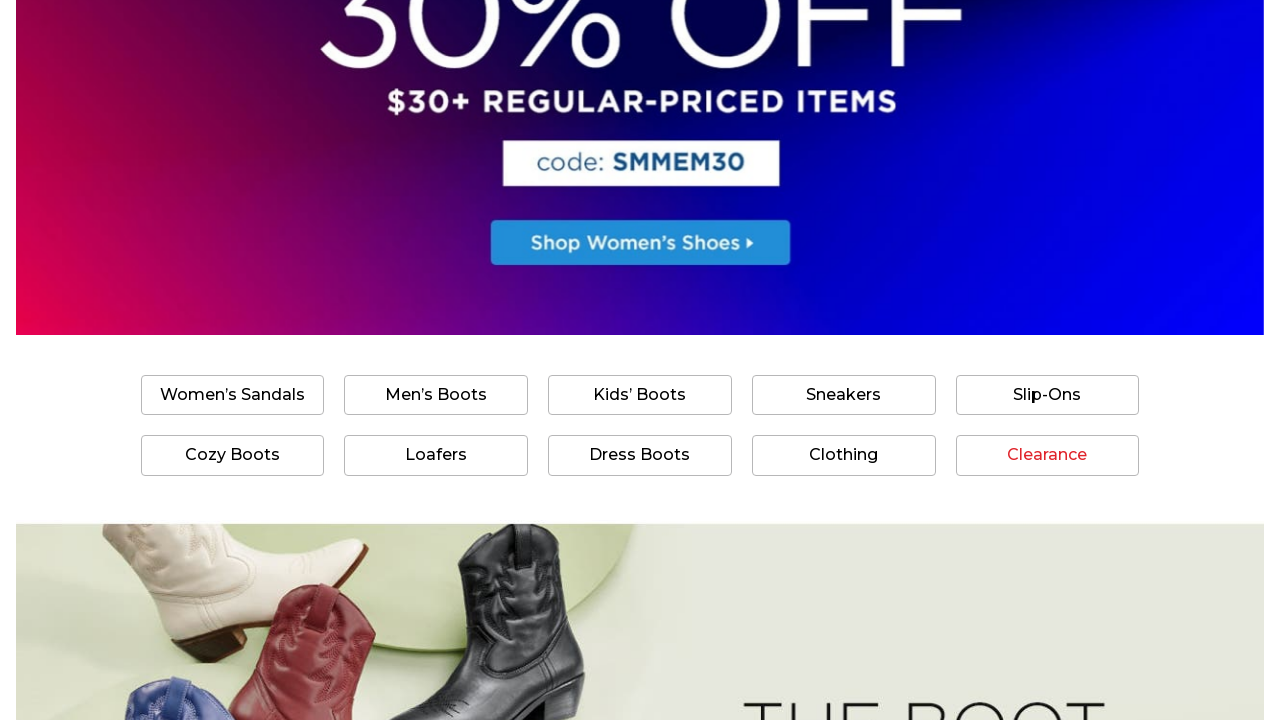 30% OFF
$30+ REGULAR-PRICED ITEMS
code: SMMEM30
Shop Women's Shoes
Women's Sandals
Men's Boots
Kids' Boots
Sneakers
Slip-Ons
Cozy Boots
Loafers
Dress Boots
Clothing
Clearance
THE BOOT